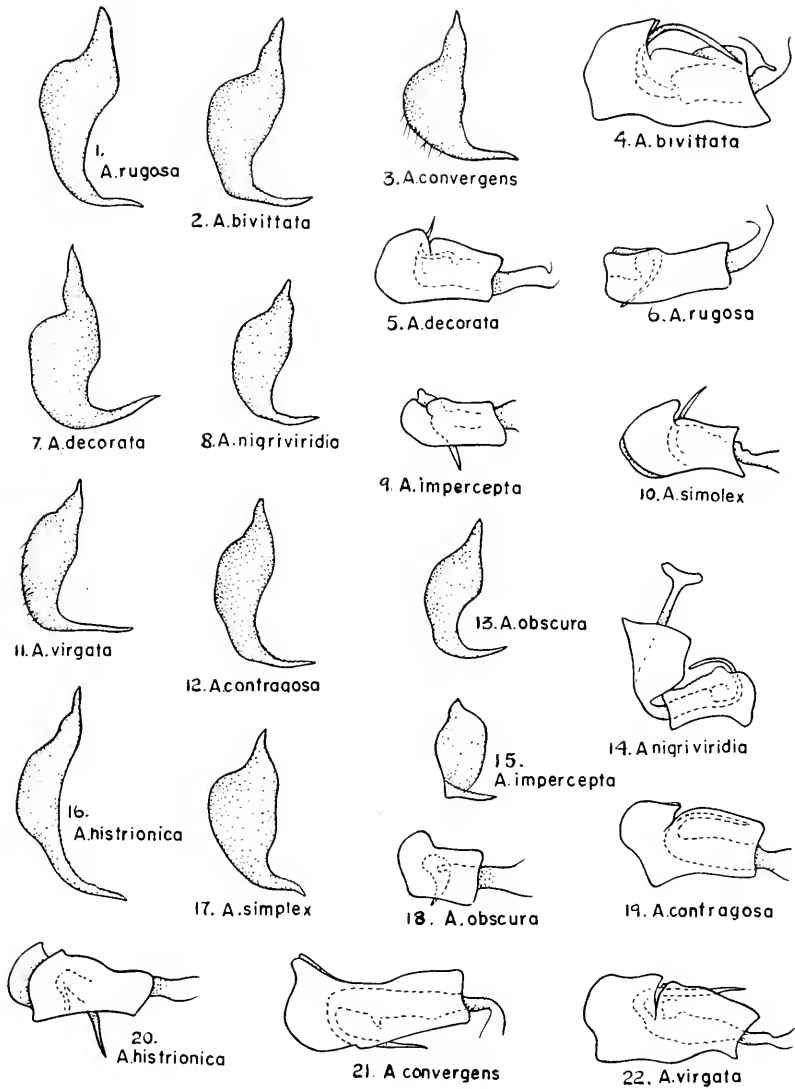 1.
A.rugosa
2. A.bivittata
3. A.convergens
4. A. bivittata
5. A.decorata
6. A.rugosa
7. A.decorata
8. A.nigriviridia
9. A.impercepta
10. A.simolex
11. A.virgata
12. A.confragosa
13. A.obscura
14. A nigriviridia
15.
A.impercepta
16.
A.histrionica
17. A.simplex
18. A.obscura
19. A.confragosa
20.
A.histrionica
21. A convergens
22. A.virgata